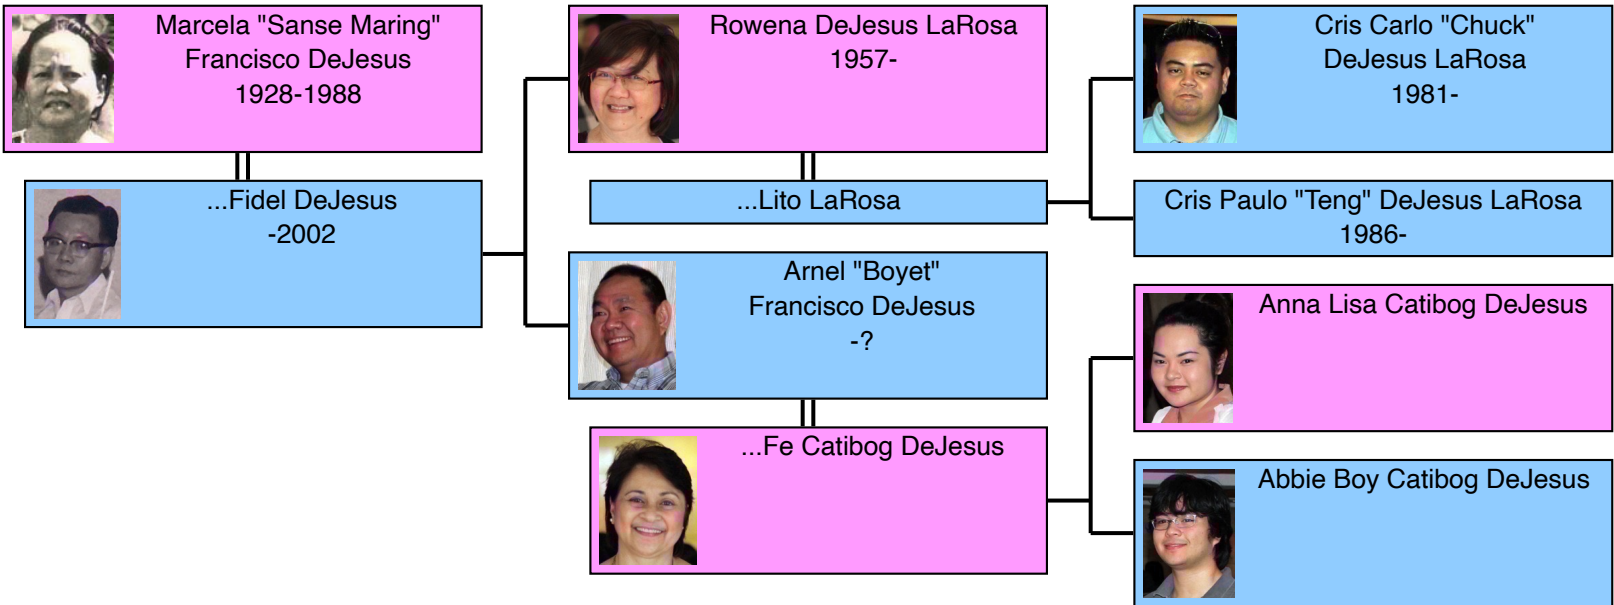 Marcela "Sanse Maring"
Francisco DeJesus
1928-1988
...Fidel DeJesus
-2002
Rowena DeJesus LaRosa
1957-
...Lito LaRosa
Arnel "Boyet"
Francisco DeJesus
-?
...Fe Catibog DeJesus
Cris Carlo "Chuck"
DeJesus LaRosa
1981-
Cris Paulo "Teng" DeJesus LaRosa
1986-
Anna Lisa Catibog DeJesus
Abbie Boy Catibog DeJesus